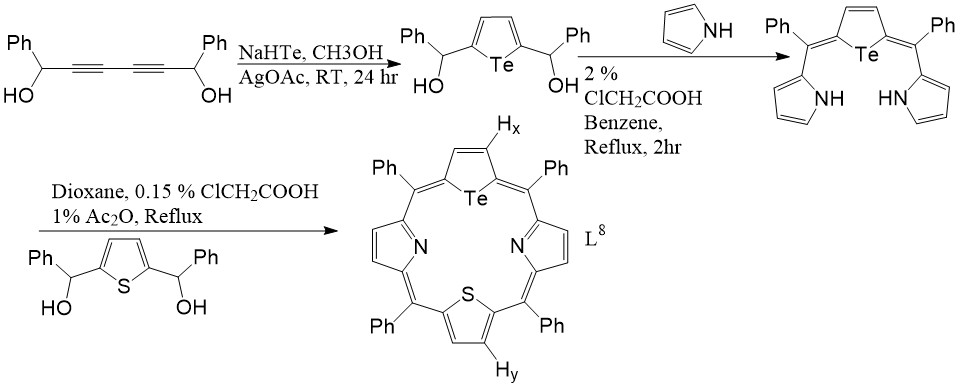 Ph
Ph
HO
OH
NaHTe, CH3OH
AgOAc, RT, 24 hr
Ph
Ph
Te
HO
OH
NH
2 %
ClCH2COOH
Benzene,
Reflux, 2hr
Ph
Ph
Te
NH
HN
Dioxane, 0.15 % ClCH2COOH
1% Ac2O, Reflux
Ph
Ph
S
HO
OH
Hx
Ph
Ph
Te
N
N
L8
S
Ph
Ph
Hy